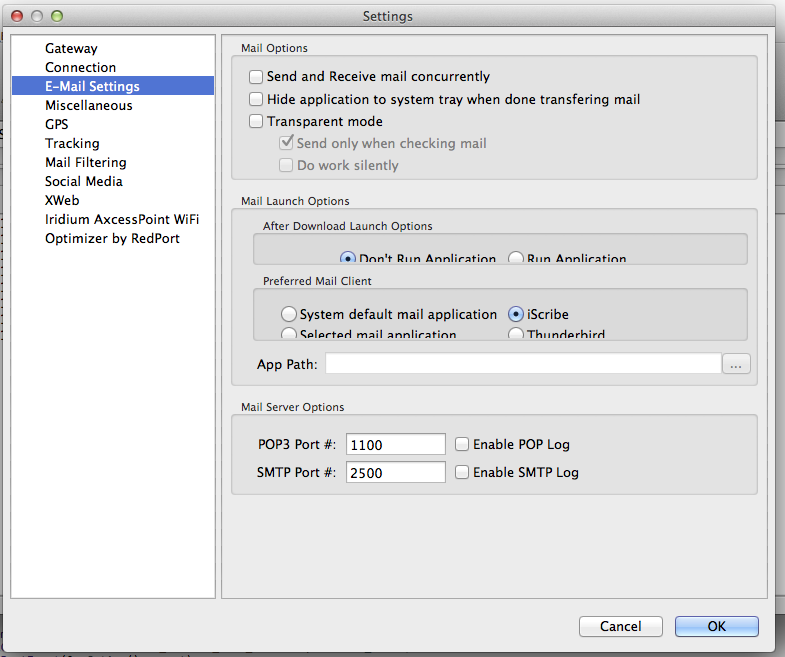 Settings
Gateway
Connection
E-Mail Settings
Miscellaneous
GPS
Tracking
Mail Filtering
Social Media
XWeb
Iridium AxcessPoint WiFi
Optimizer by RedPort
Mail Options
Send and Receive mail concurrently
Hide application to system tray when done transfering mail
Transparent mode
Send only when checking mail
Do work silently
Mail Launch Options
After Download Launch Options
Don't Run Application Run Application
Preferred Mail Client
System default mail application iScribe
Selected mail application Thunderbird
App Path: ...
Mail Server Options
POP3 Port #: 1100 Enable POP Log
SMTP Port #: 2500 Enable SMTP Log
Cancel OK